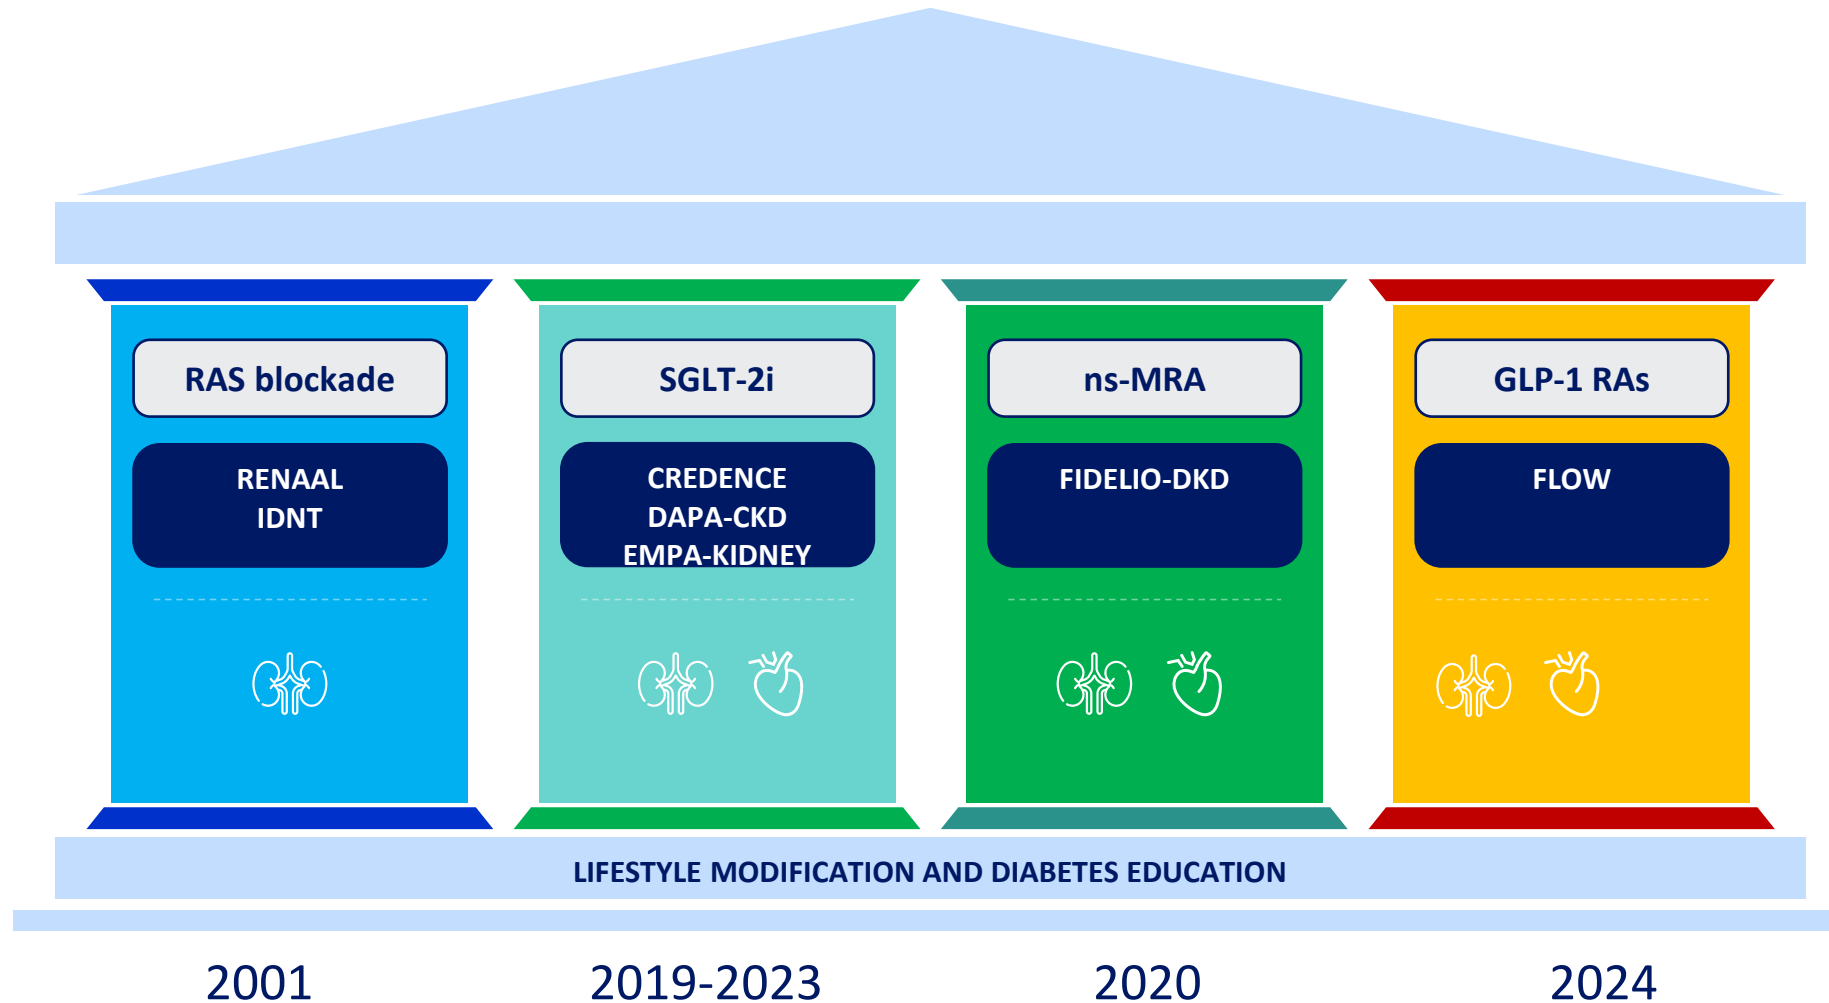 RAS blockade
RENAAL
IDNT
SGLT-2i
CREDENCE
DAPA-CKD
EMPA-KIDNEY
ns-MRA
FIDELIO-DKD
GLP-1 RAs
FLOW
LIFESTYLE MODIFICATION AND DIABETES EDUCATION
2001
2019-2023
2020
2024